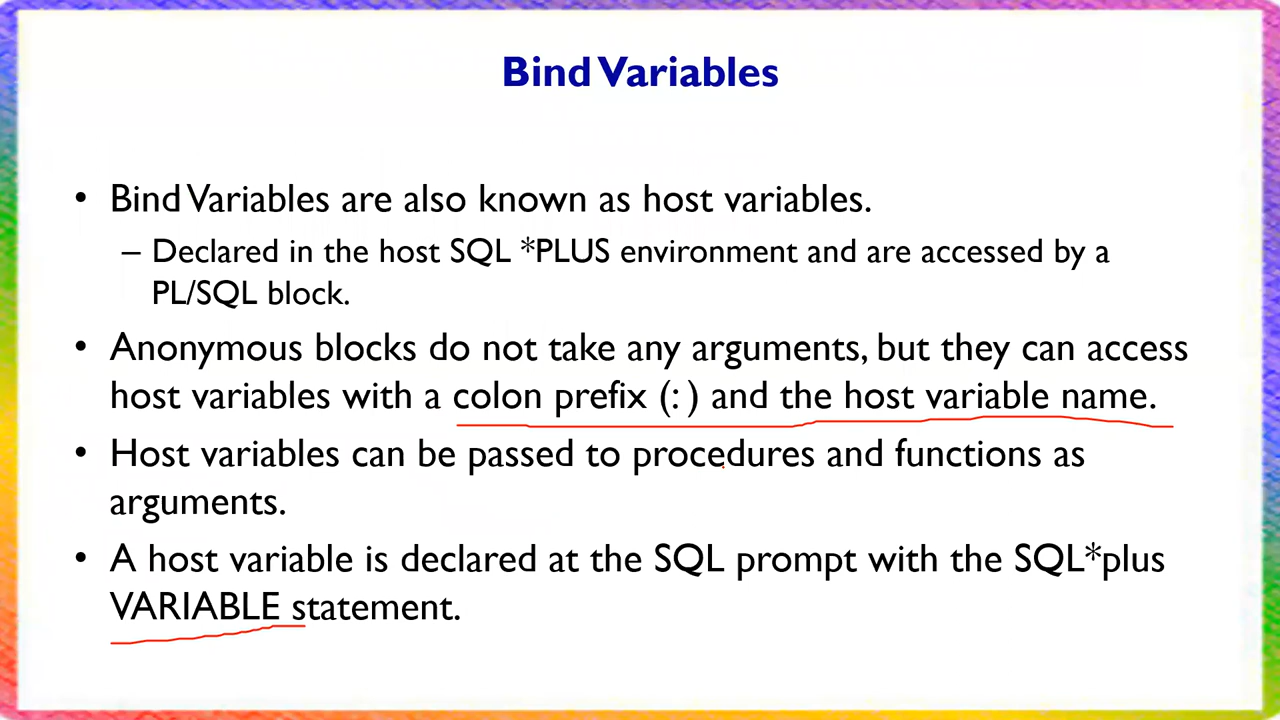 Bind Variables
• Bind Variables are also known as host variables.
– Declared in the host SQL *PLUS environment and are accessed by a
PL/SQL block.
• Anonymous blocks do not take any arguments, but they can access
host variables with a colon prefix (: ) and the host variable name.
• Host variables can be passed to procedures and functions as
arguments.
• A host variable is declared at the SQL prompt with the SQL*plus
VARIABLE statement.